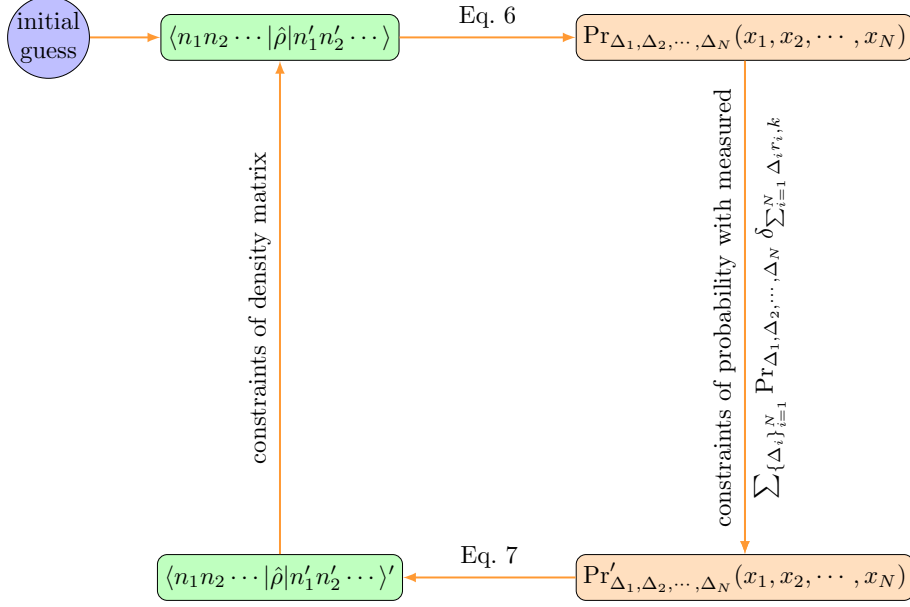 initial
guess
⟨n₁n₂ ⋯ |ρ̂|n′₁n′₂ ⋯ ⟩
Eq. 6
Pr_{Δ₁,Δ₂,⋯,Δ_N}(x₁, x₂, ⋯ , x_N)
constraints of density matrix
constraints of probability with measured
∑_{{Δ_i}_{i=1}^N} Pr_{Δ₁,Δ₂,⋯,Δ_N} δ_{∑_{i=1}^N Δ_i r_i,k}
⟨n₁n₂ ⋯ |ρ̂|n′₁n′₂ ⋯ ⟩′
Eq. 7
Pr′_{Δ₁,Δ₂,⋯,Δ_N}(x₁, x₂, ⋯ , x_N)